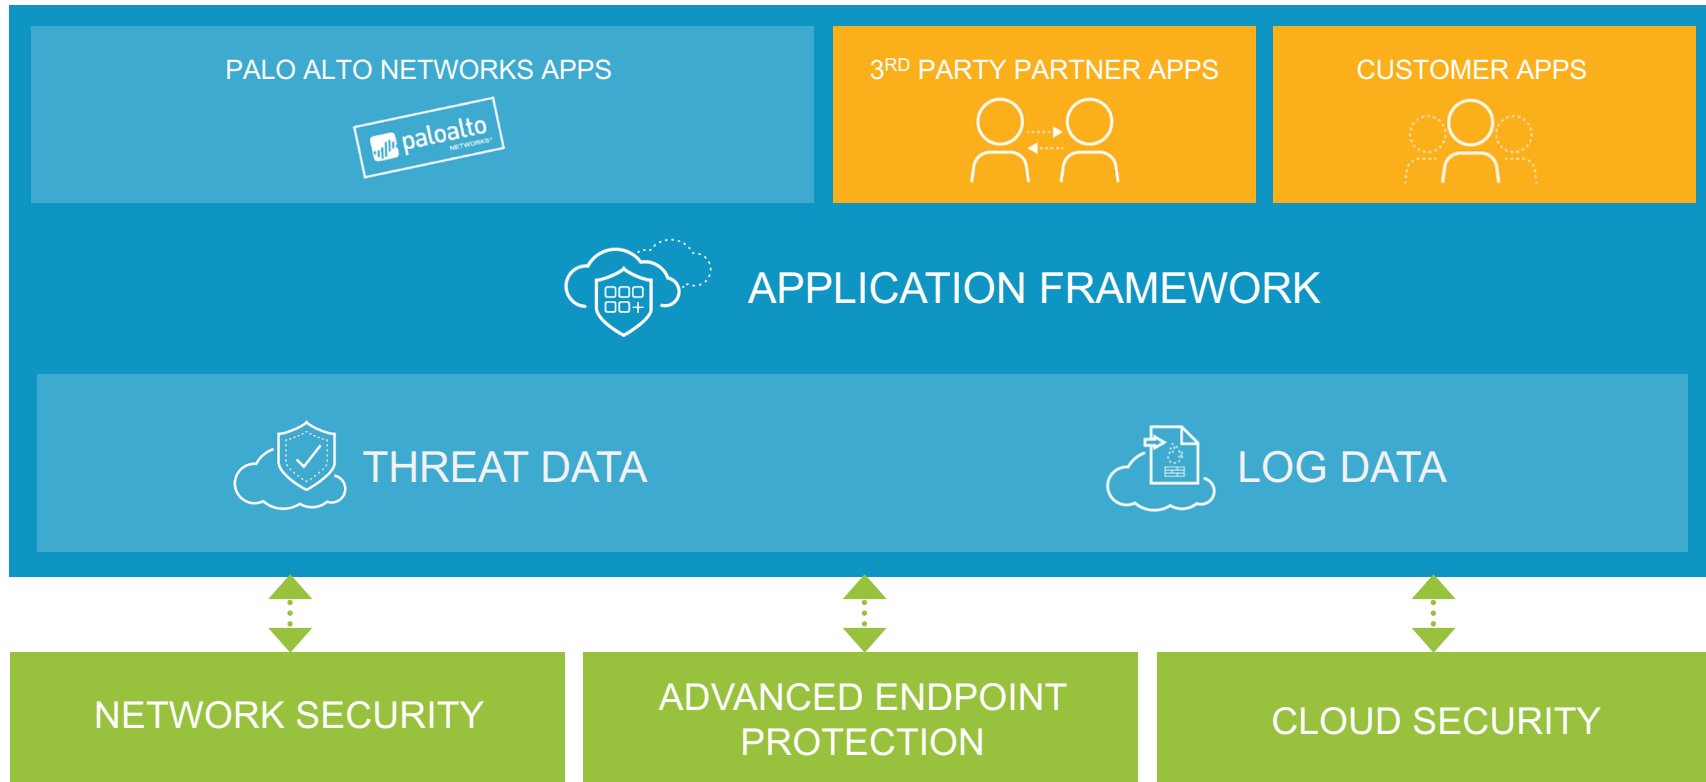 PALO ALTO NETWORKS APPS
3RD PARTY PARTNER APPS
CUSTOMER APPS
paloalto
NETWORKS®
APPLICATION FRAMEWORK
THREAT DATA
LOG DATA
NETWORK SECURITY
ADVANCED ENDPOINT
PROTECTION
CLOUD SECURITY